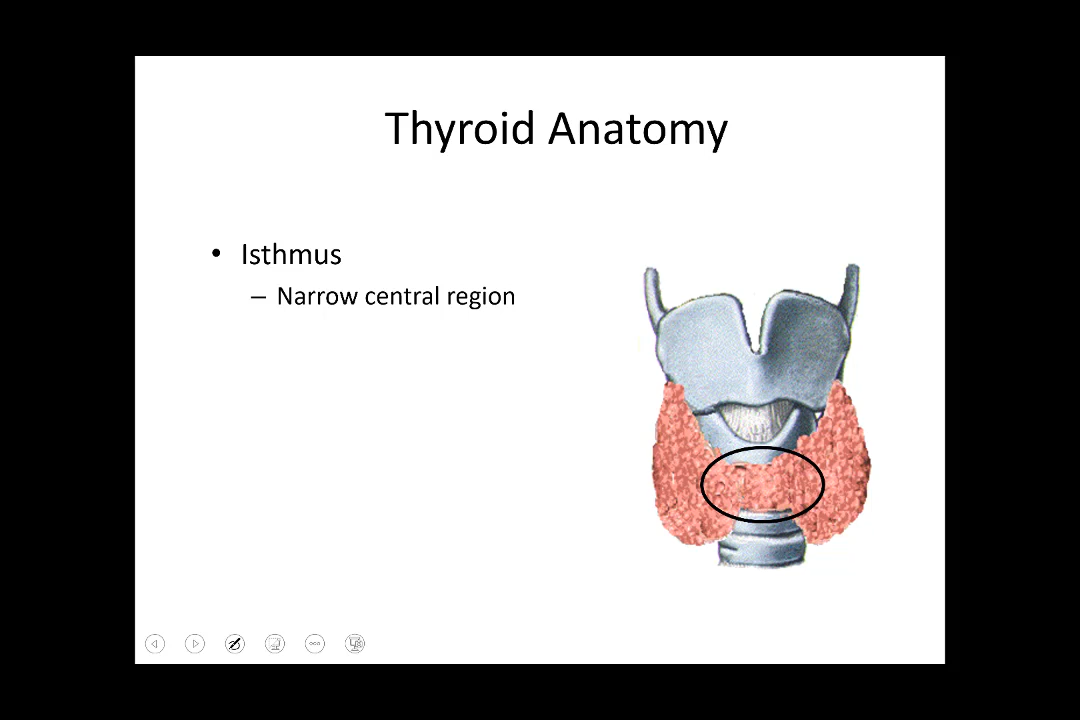 Thyroid Anatomy
• Isthmus
– Narrow central region